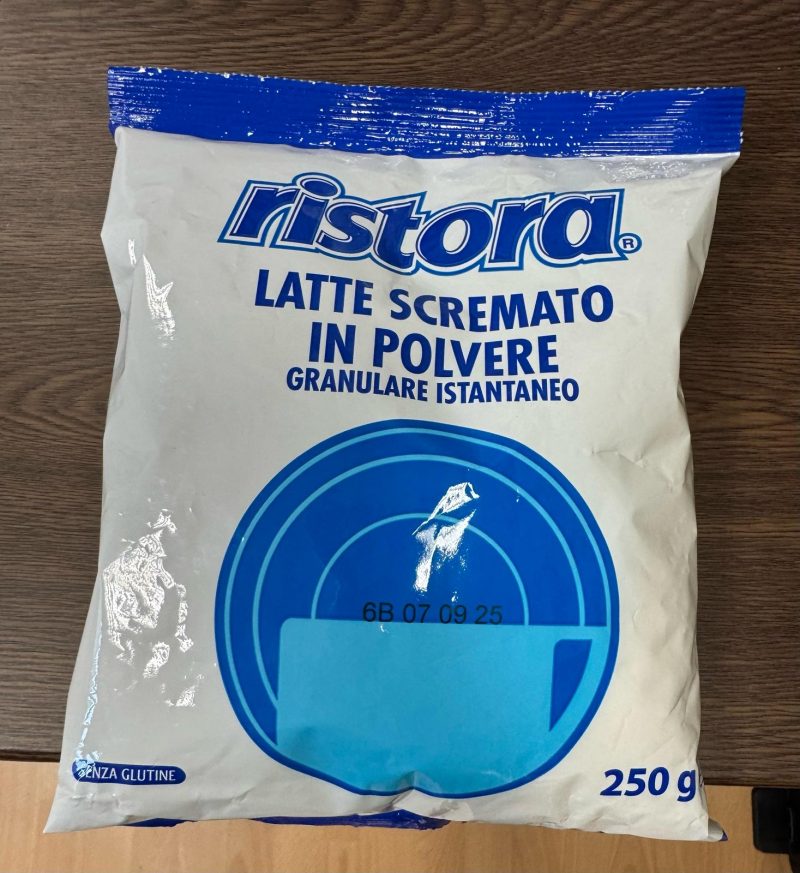 ristora®
LATTE SCREMATO
IN POLVERE
GRANULARE ISTANTANEO
6B 07 09 25
SENZA GLUTINE
250 g